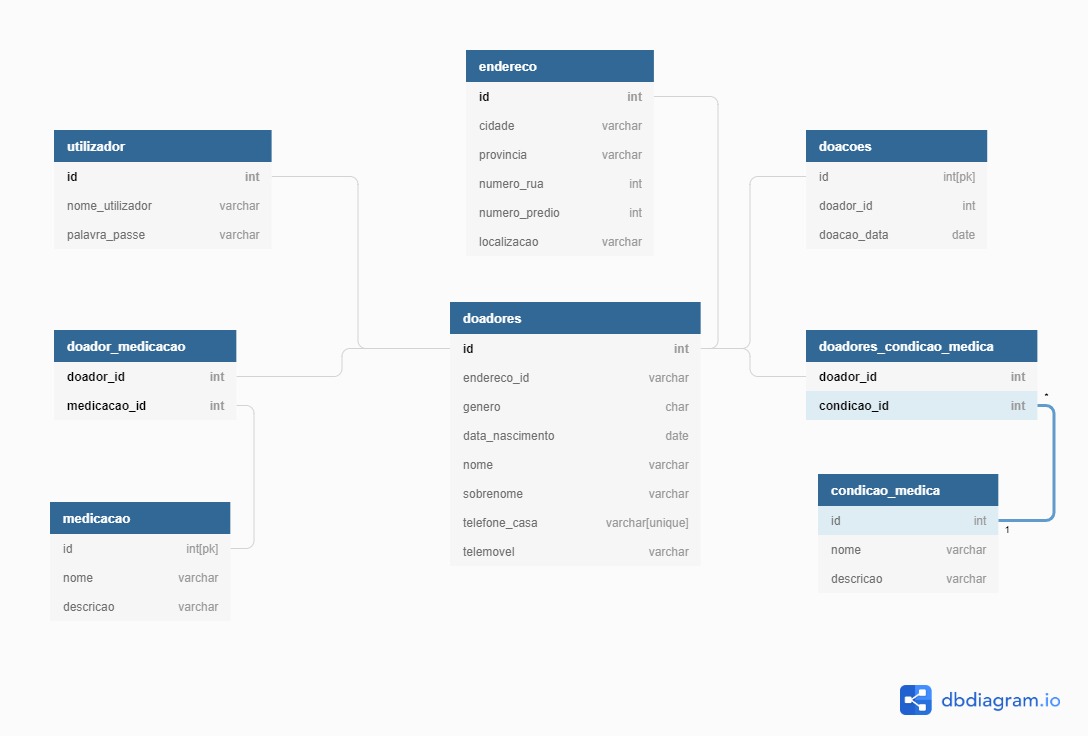 endereco
id int
cidade varchar
provincia varchar
numero_rua int
numero_predio int
localizacao varchar
utilizador
id int
nome_utilizador varchar
palavra_passe varchar
doacoes
id int[pk]
doador_id int
doacao_data date
doadores
id int
endereco_id varchar
genero char
data_nascimento date
nome varchar
sobrenome varchar
telefone_casa varchar[unique]
telemovel varchar
doador_medicacao
doador_id int
medicacao_id int
doadores_condicao_medica
doador_id int
condicao_id int
*
medicacao
id int[pk]
nome varchar
descricao varchar
condicao_medica
id int
1
nome varchar
descricao varchar
dbdiagram.io